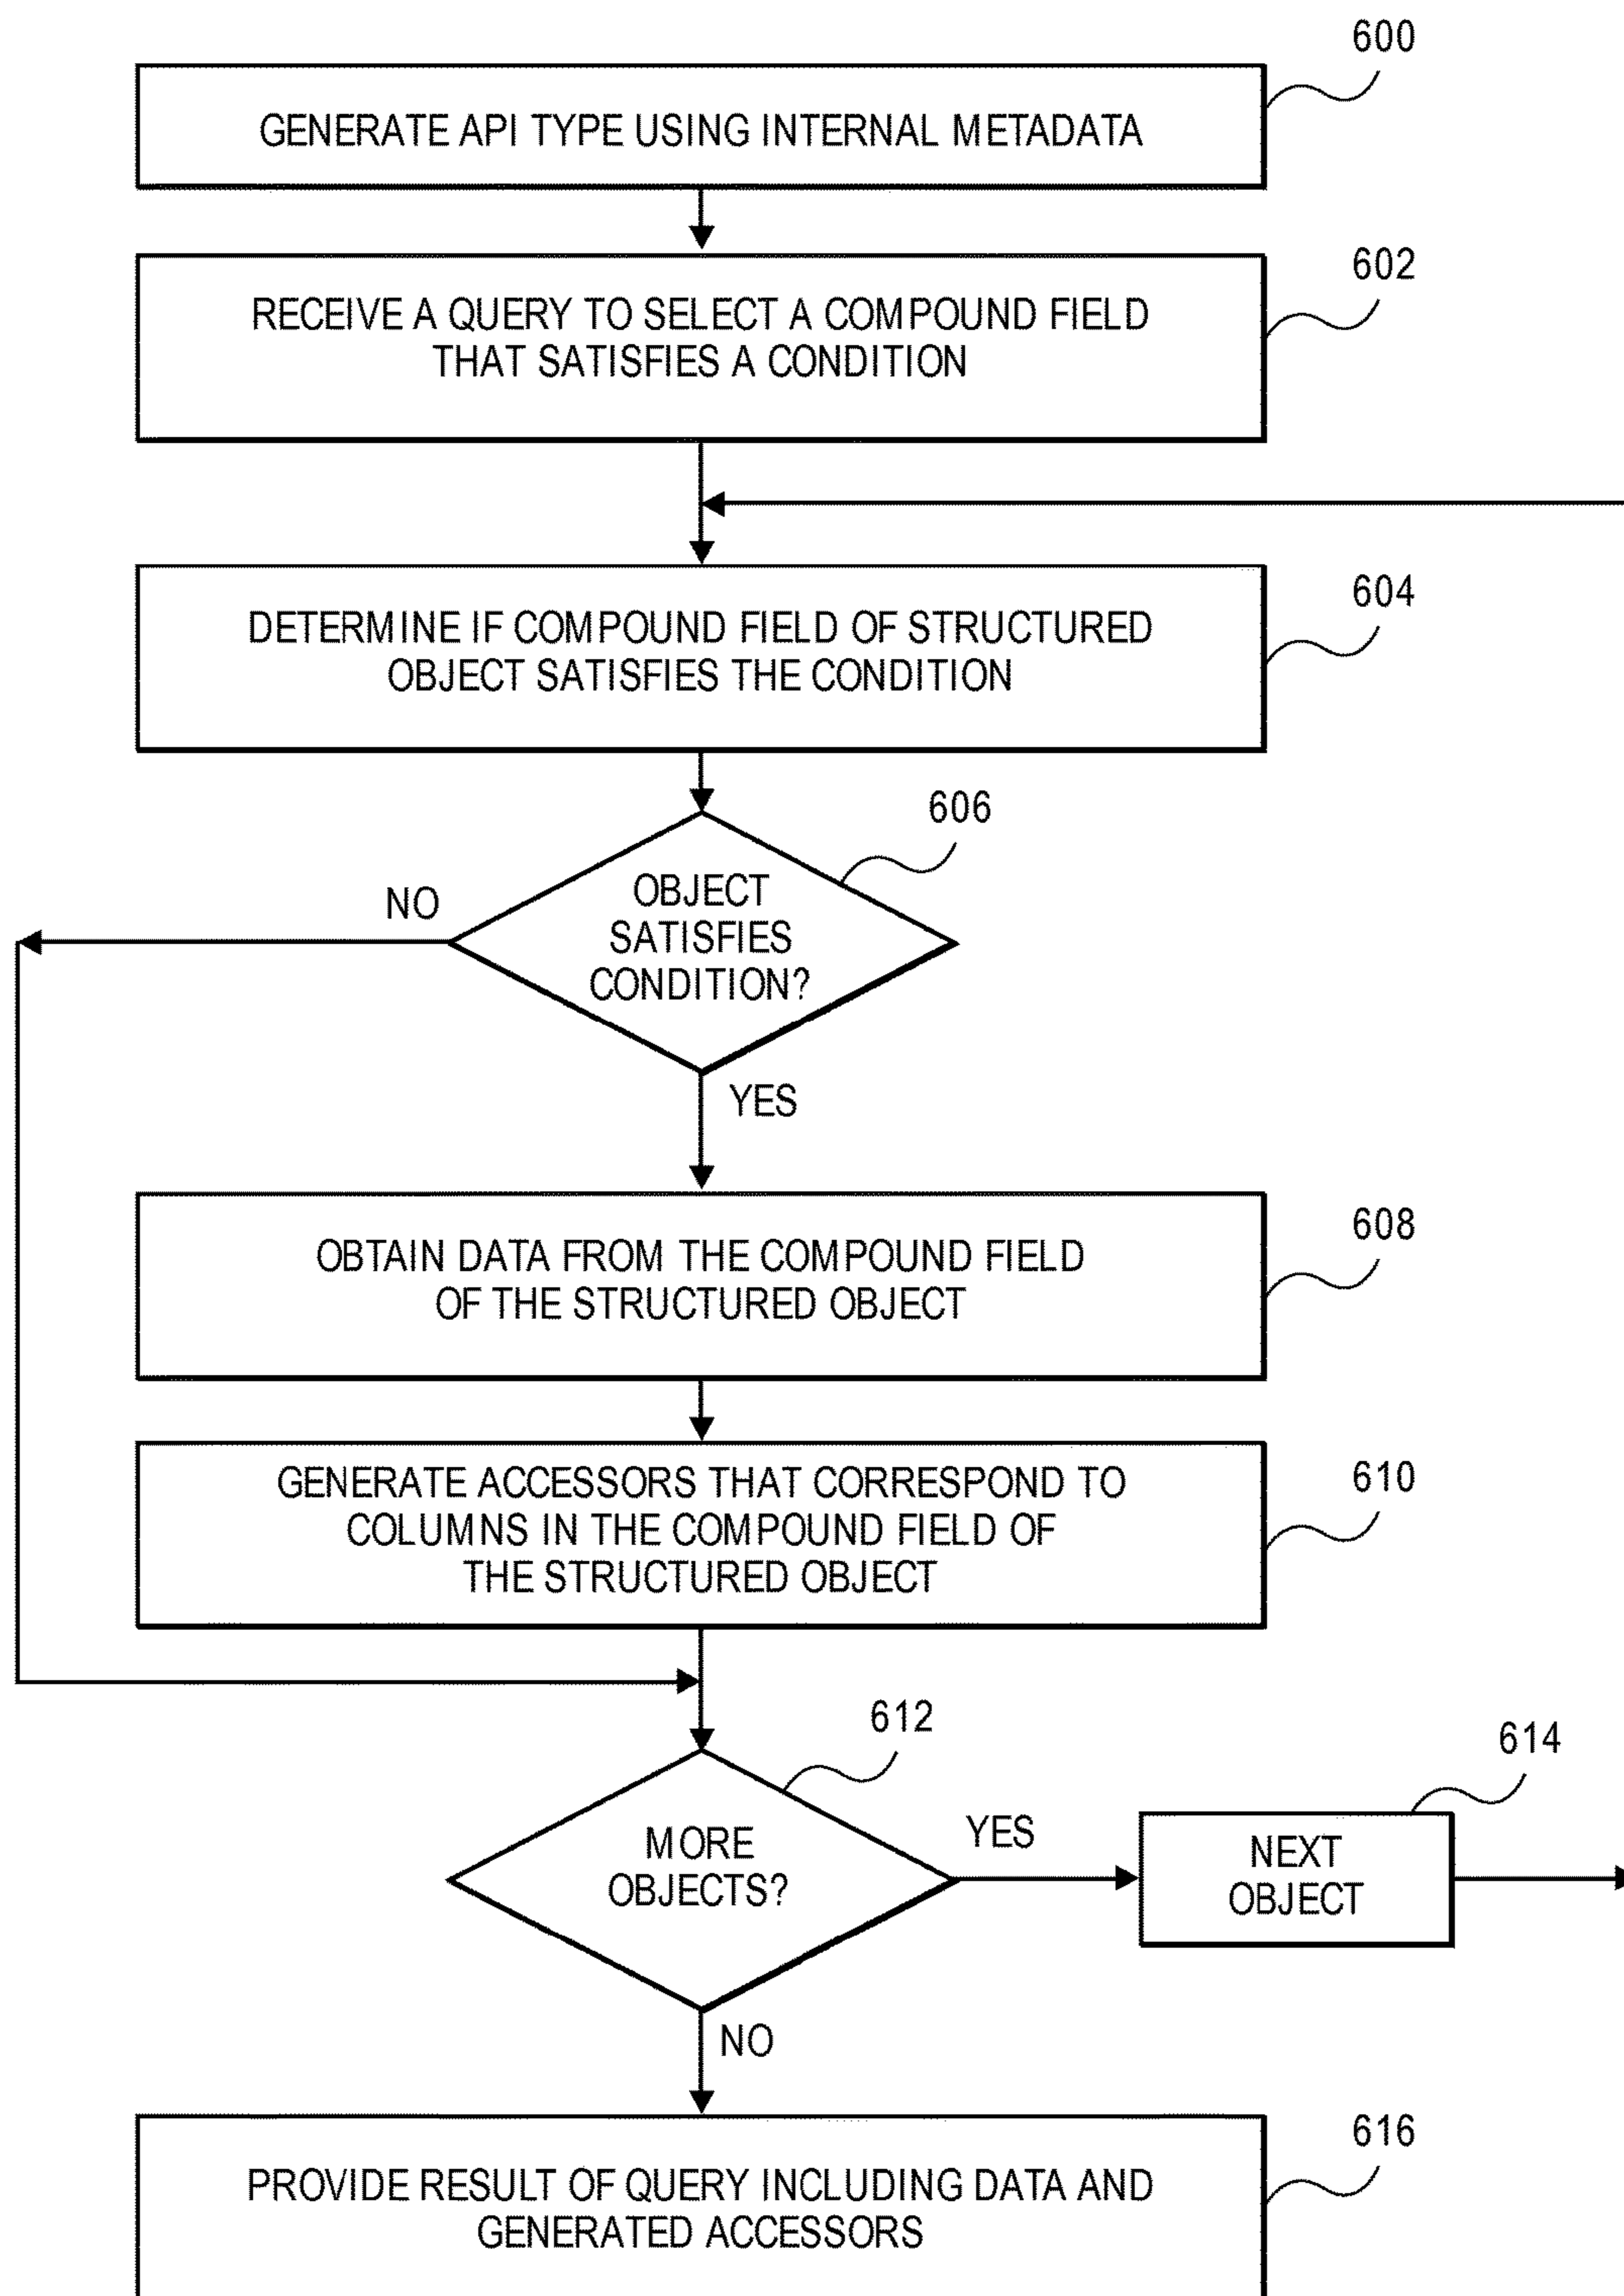 600
GENERATE API TYPE USING INTERNAL METADATA
602
RECEIVE A QUERY TO SELECT A COMPOUND FIELD
THAT SATISFIES A CONDITION
604
DETERMINE IF COMPOUND FIELD OF STRUCTURED
OBJECT SATISFIES THE CONDITION
606
NO
OBJECT
SATISFIES
CONDITION?
YES
608
OBTAIN DATA FROM THE COMPOUND FIELD
OF THE STRUCTURED OBJECT
610
GENERATE ACCESSORS THAT CORRESPOND TO
COLUMNS IN THE COMPOUND FIELD OF
THE STRUCTURED OBJECT
612
614
MORE
OBJECTS?
YES
NEXT
OBJECT
NO
616
PROVIDE RESULT OF QUERY INCLUDING DATA AND
GENERATED ACCESSORS